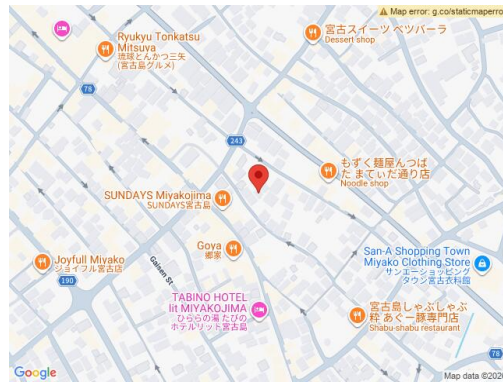 Map error: g.co/staticmaperro
Ryukyu Tonkatsu
Mitsuya
琉球とんかつ三矢
(宮古島グルメ)
宮古スイーツ ベツバーラ
Dessert shop
78
243
もずく麺屋んつば
た まてぃだ通り店
Noodle shop
SUNDAYS Miyakojima
SUNDAYS宮古島
Goya
郷家
Gaisen St
Joyfull Miyako
ジョイフル宮古店
190
San-A Shopping Town
Miyako Clothing Store
サンエーショッピング
タウン宮古衣料館
TABINO HOTEL
lit MIYAKOJIMA
ひららの湯 たびの
ホテルリット宮古島
宮古島しゃぶしゃぶ
粋 あぐー豚専門店
Shabu-shabu restaurant
78
Google
Map data ©202